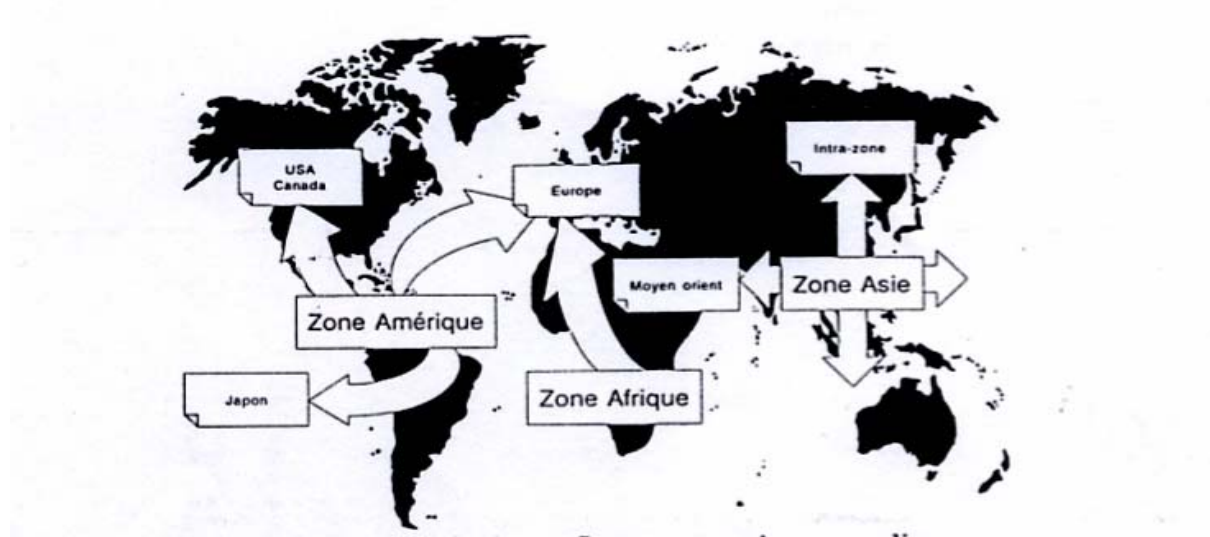 USA
Canada
Europe
Intra-zone
Moyen orient
Zone Asie
Zone Amérique
Japon
Zone Afrique